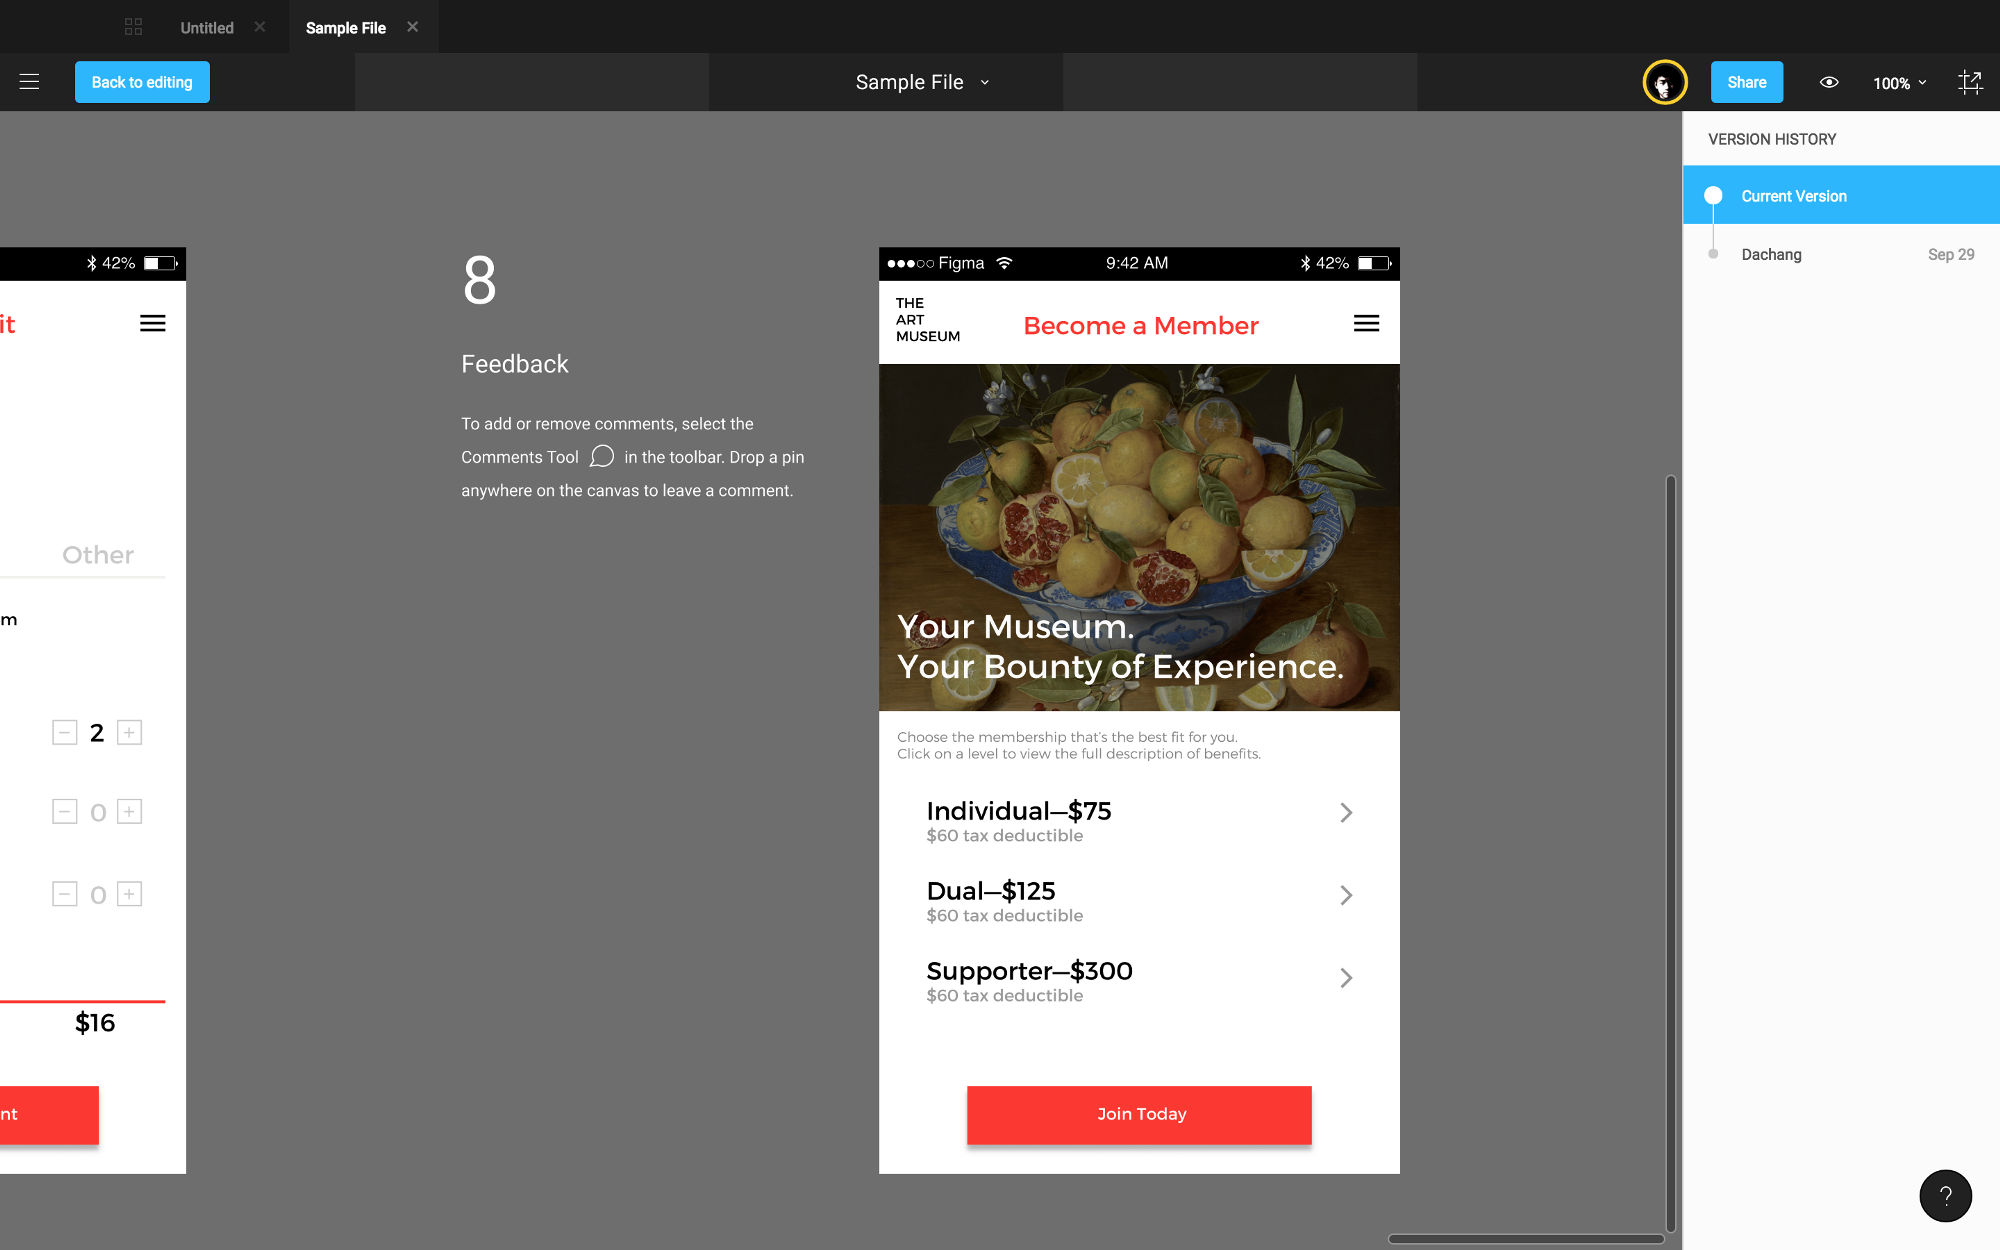 Untitled
Sample File
Back to editing
Sample File
Share
100%
VERSION HISTORY
Current Version
Dachang
Sep 29
42%
it
Other
m
2
0
0
$16
nt
8
Feedback
To add or remove comments, select the
Comments Tool in the toolbar. Drop a pin
anywhere on the canvas to leave a comment.
Figma
9:42 AM
42%
THE
ART
MUSEUM
Become a Member
Your Museum.
Your Bounty of Experience.
Choose the membership that's the best fit for you.
Click on a level to view the full description of benefits.
Individual—$75
$60 tax deductible
Dual—$125
$60 tax deductible
Supporter—$300
$60 tax deductible
Join Today
?